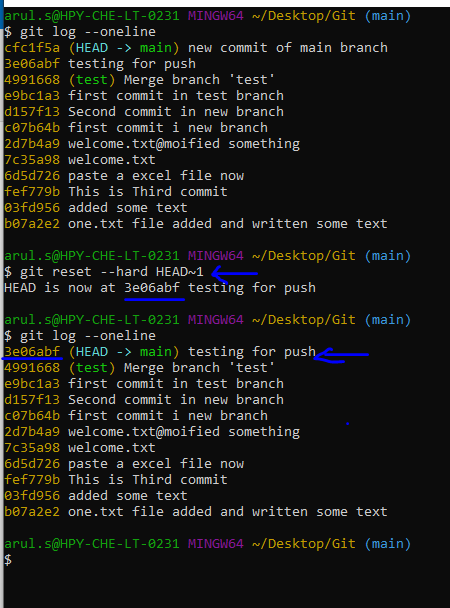 arul.s@HPY-CHE-LT-0231 MINGW64 ~/Desktop/Git (main)
$ git log --oneline
cfc1f5a (HEAD -> main) new commit of main branch
3e06abf testing for push
4991668 (test) Merge branch 'test'
e9bc1a3 first commit in test branch
d157f13 Second commit in new branch
c07b64b first commit i new branch
2d7b4a9 welcome.txt@moified something
7c35a98 welcome.txt
6d5d726 paste a excel file now
fef779b This is Third commit
03fd956 added some text
b07a2e2 one.txt file added and written some text
arul.s@HPY-CHE-LT-0231 MINGW64 ~/Desktop/Git (main)
$ git reset --hard HEAD~1
HEAD is now at 3e06abf testing for push
arul.s@HPY-CHE-LT-0231 MINGW64 ~/Desktop/Git (main)
$ git log --oneline
3e06abf (HEAD -> main) testing for push
4991668 (test) Merge branch 'test'
e9bc1a3 first commit in test branch
d157f13 Second commit in new branch
c07b64b first commit i new branch
2d7b4a9 welcome.txt@moified something
7c35a98 welcome.txt
6d5d726 paste a excel file now
fef779b This is Third commit
03fd956 added some text
b07a2e2 one.txt file added and written some text
arul.s@HPY-CHE-LT-0231 MINGW64 ~/Desktop/Git (main)
$